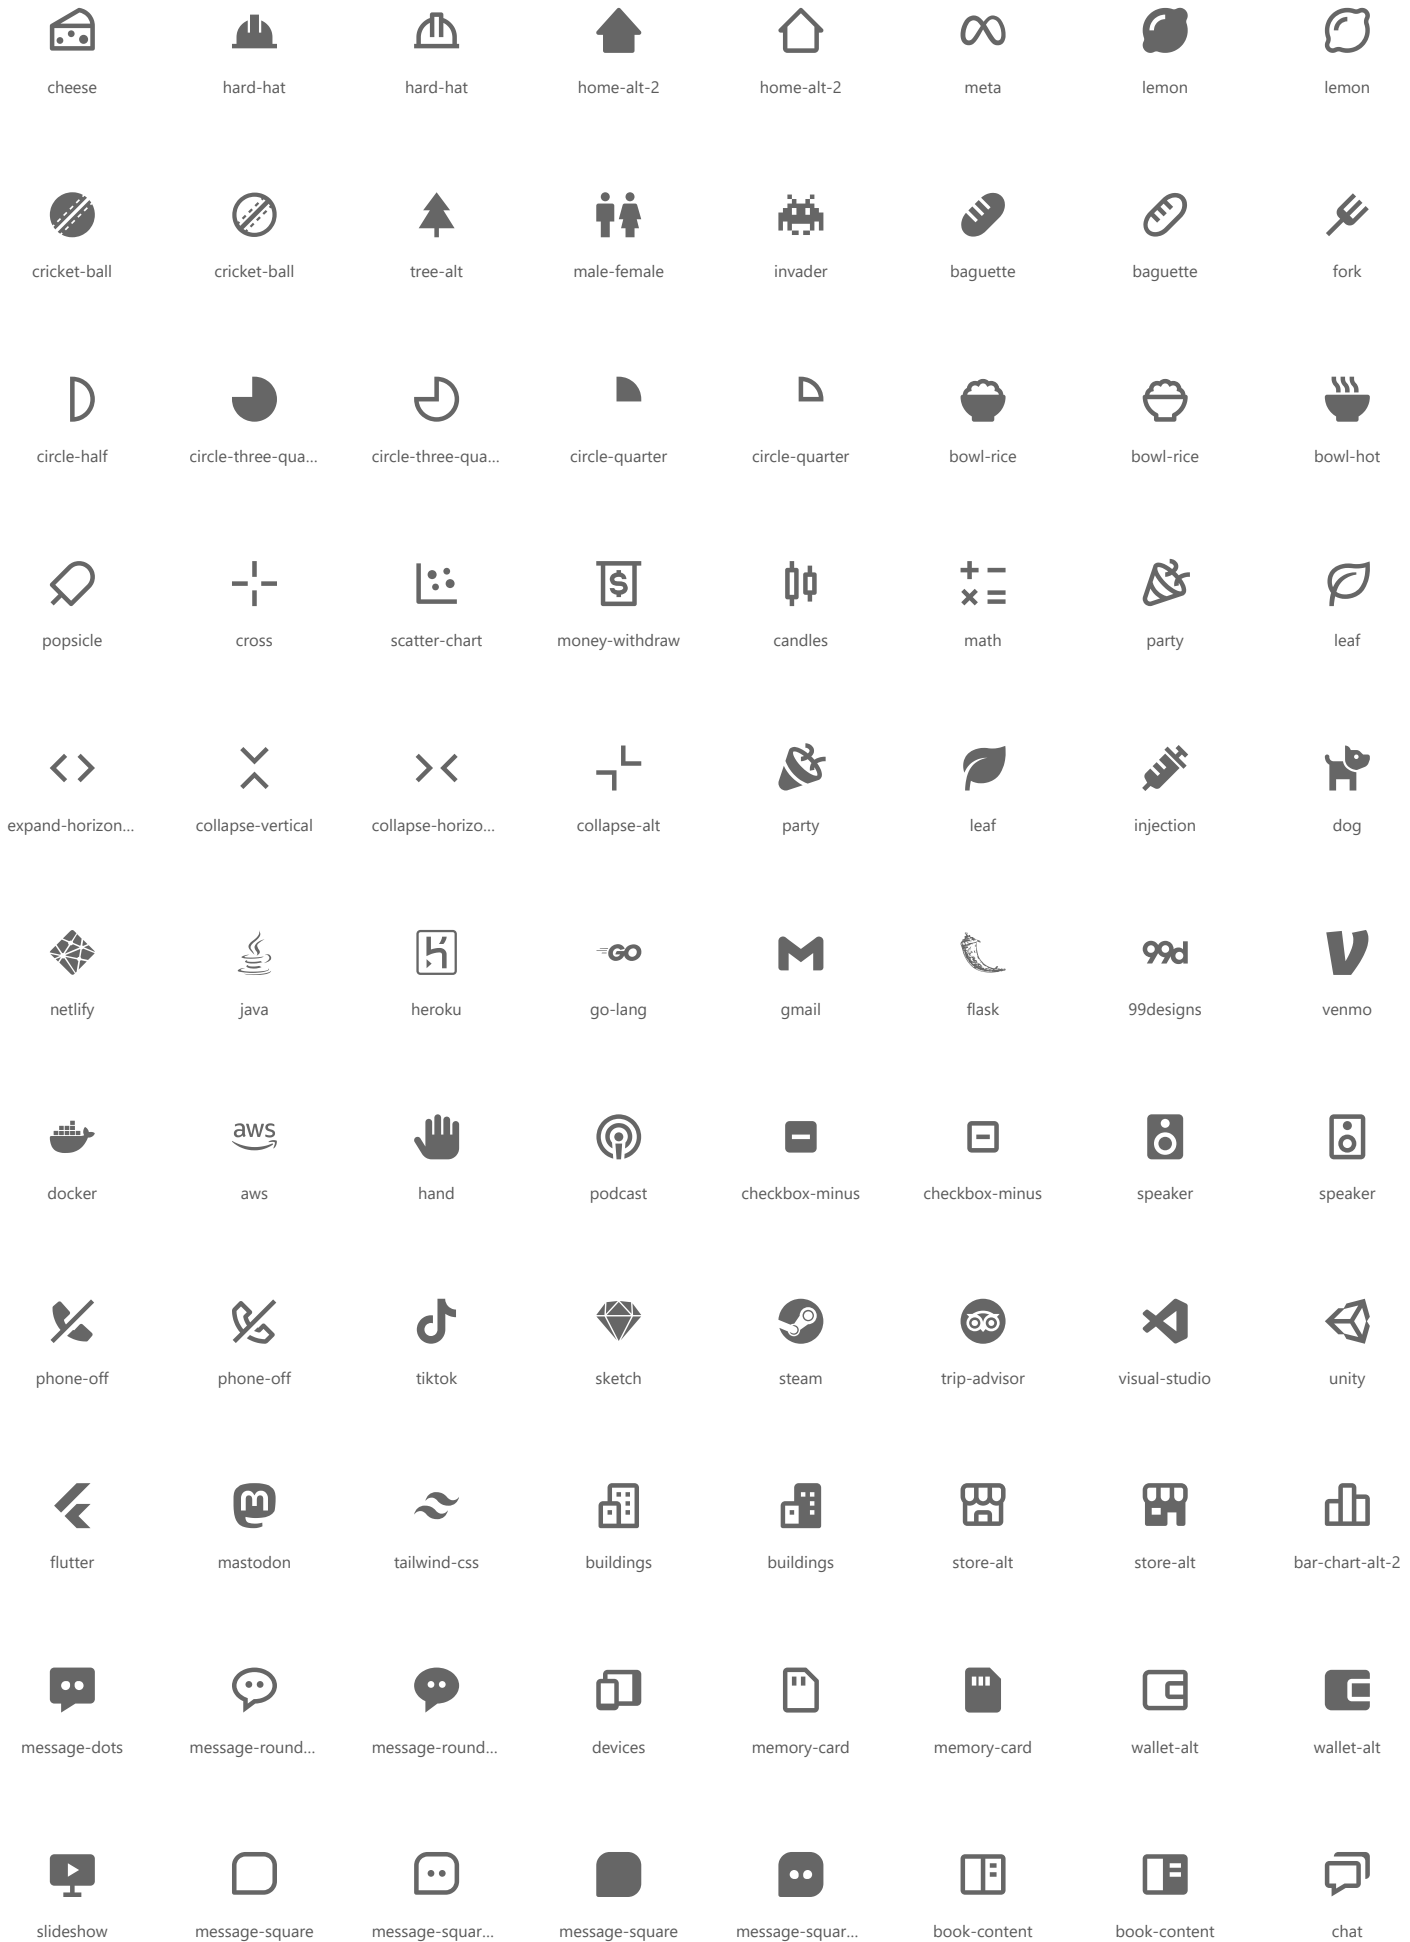 cheese hard-hat hard-hat home-alt-2 home-alt-2 meta lemon lemon
cricket-ball cricket-ball tree-alt male-female invader baguette baguette fork
circle-half circle-three-qua... circle-three-qua... circle-quarter circle-quarter bowl-rice bowl-rice bowl-hot
$
popsicle cross scatter-chart money-withdraw candles math party leaf
expand-horizon... collapse-vertical collapse-horizo... collapse-alt party leaf injection dog
GO 99d
netlify java heroku go-lang gmail flask 99designs venmo
aws
docker aws hand podcast checkbox-minus checkbox-minus speaker speaker
phone-off phone-off tiktok sketch steam trip-advisor visual-studio unity
flutter mastodon tailwind-css buildings buildings store-alt store-alt bar-chart-alt-2
message-dots message-round... message-round... devices memory-card memory-card wallet-alt wallet-alt
slideshow message-square message-squar... message-square message-squar... book-content book-content chat